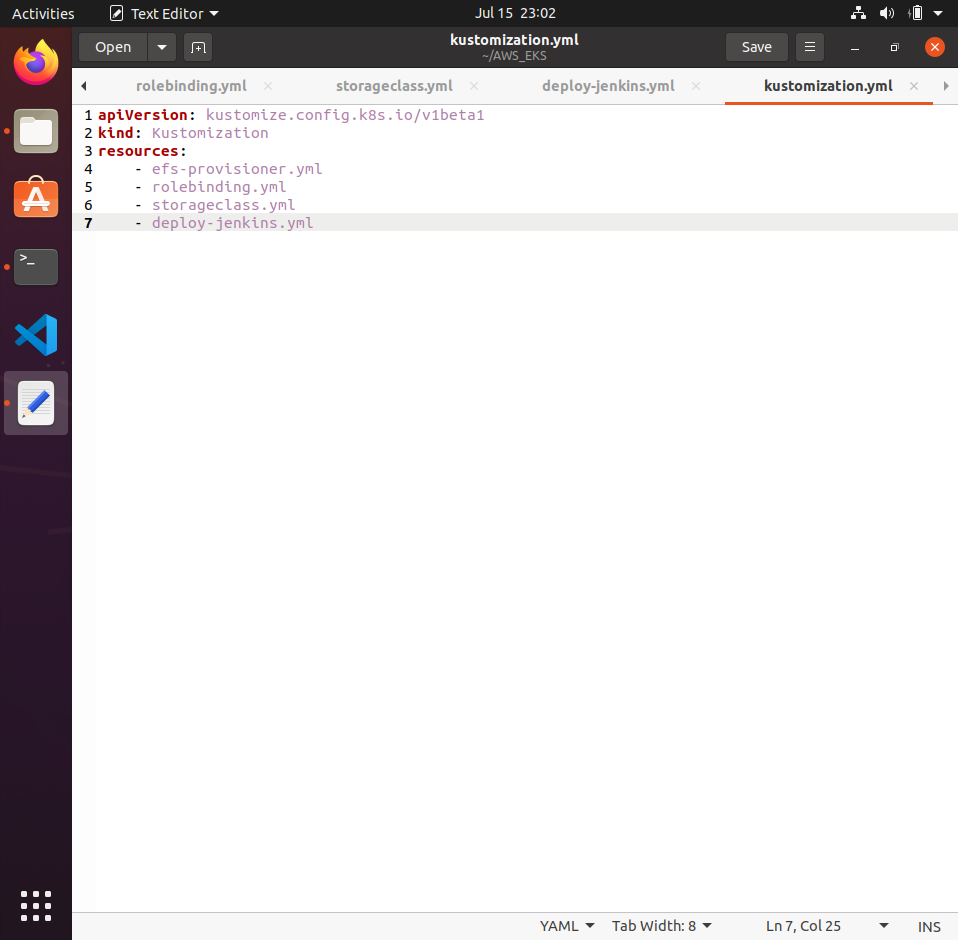 Activities Text Editor Jul 15 23:02
Open kustomization.yml Save
~/AWS_EKS
rolebinding.yml storageclass.yml deploy-jenkins.yml kustomization.yml
1 apiVersion: kustomize.config.k8s.io/v1beta1
2 kind: Kustomization
3 resources:
4 - efs-provisioner.yml
5 - rolebinding.yml
6 - storageclass.yml
7 - deploy-jenkins.yml
>_
YAML Tab Width: 8 Ln 7, Col 25 INS